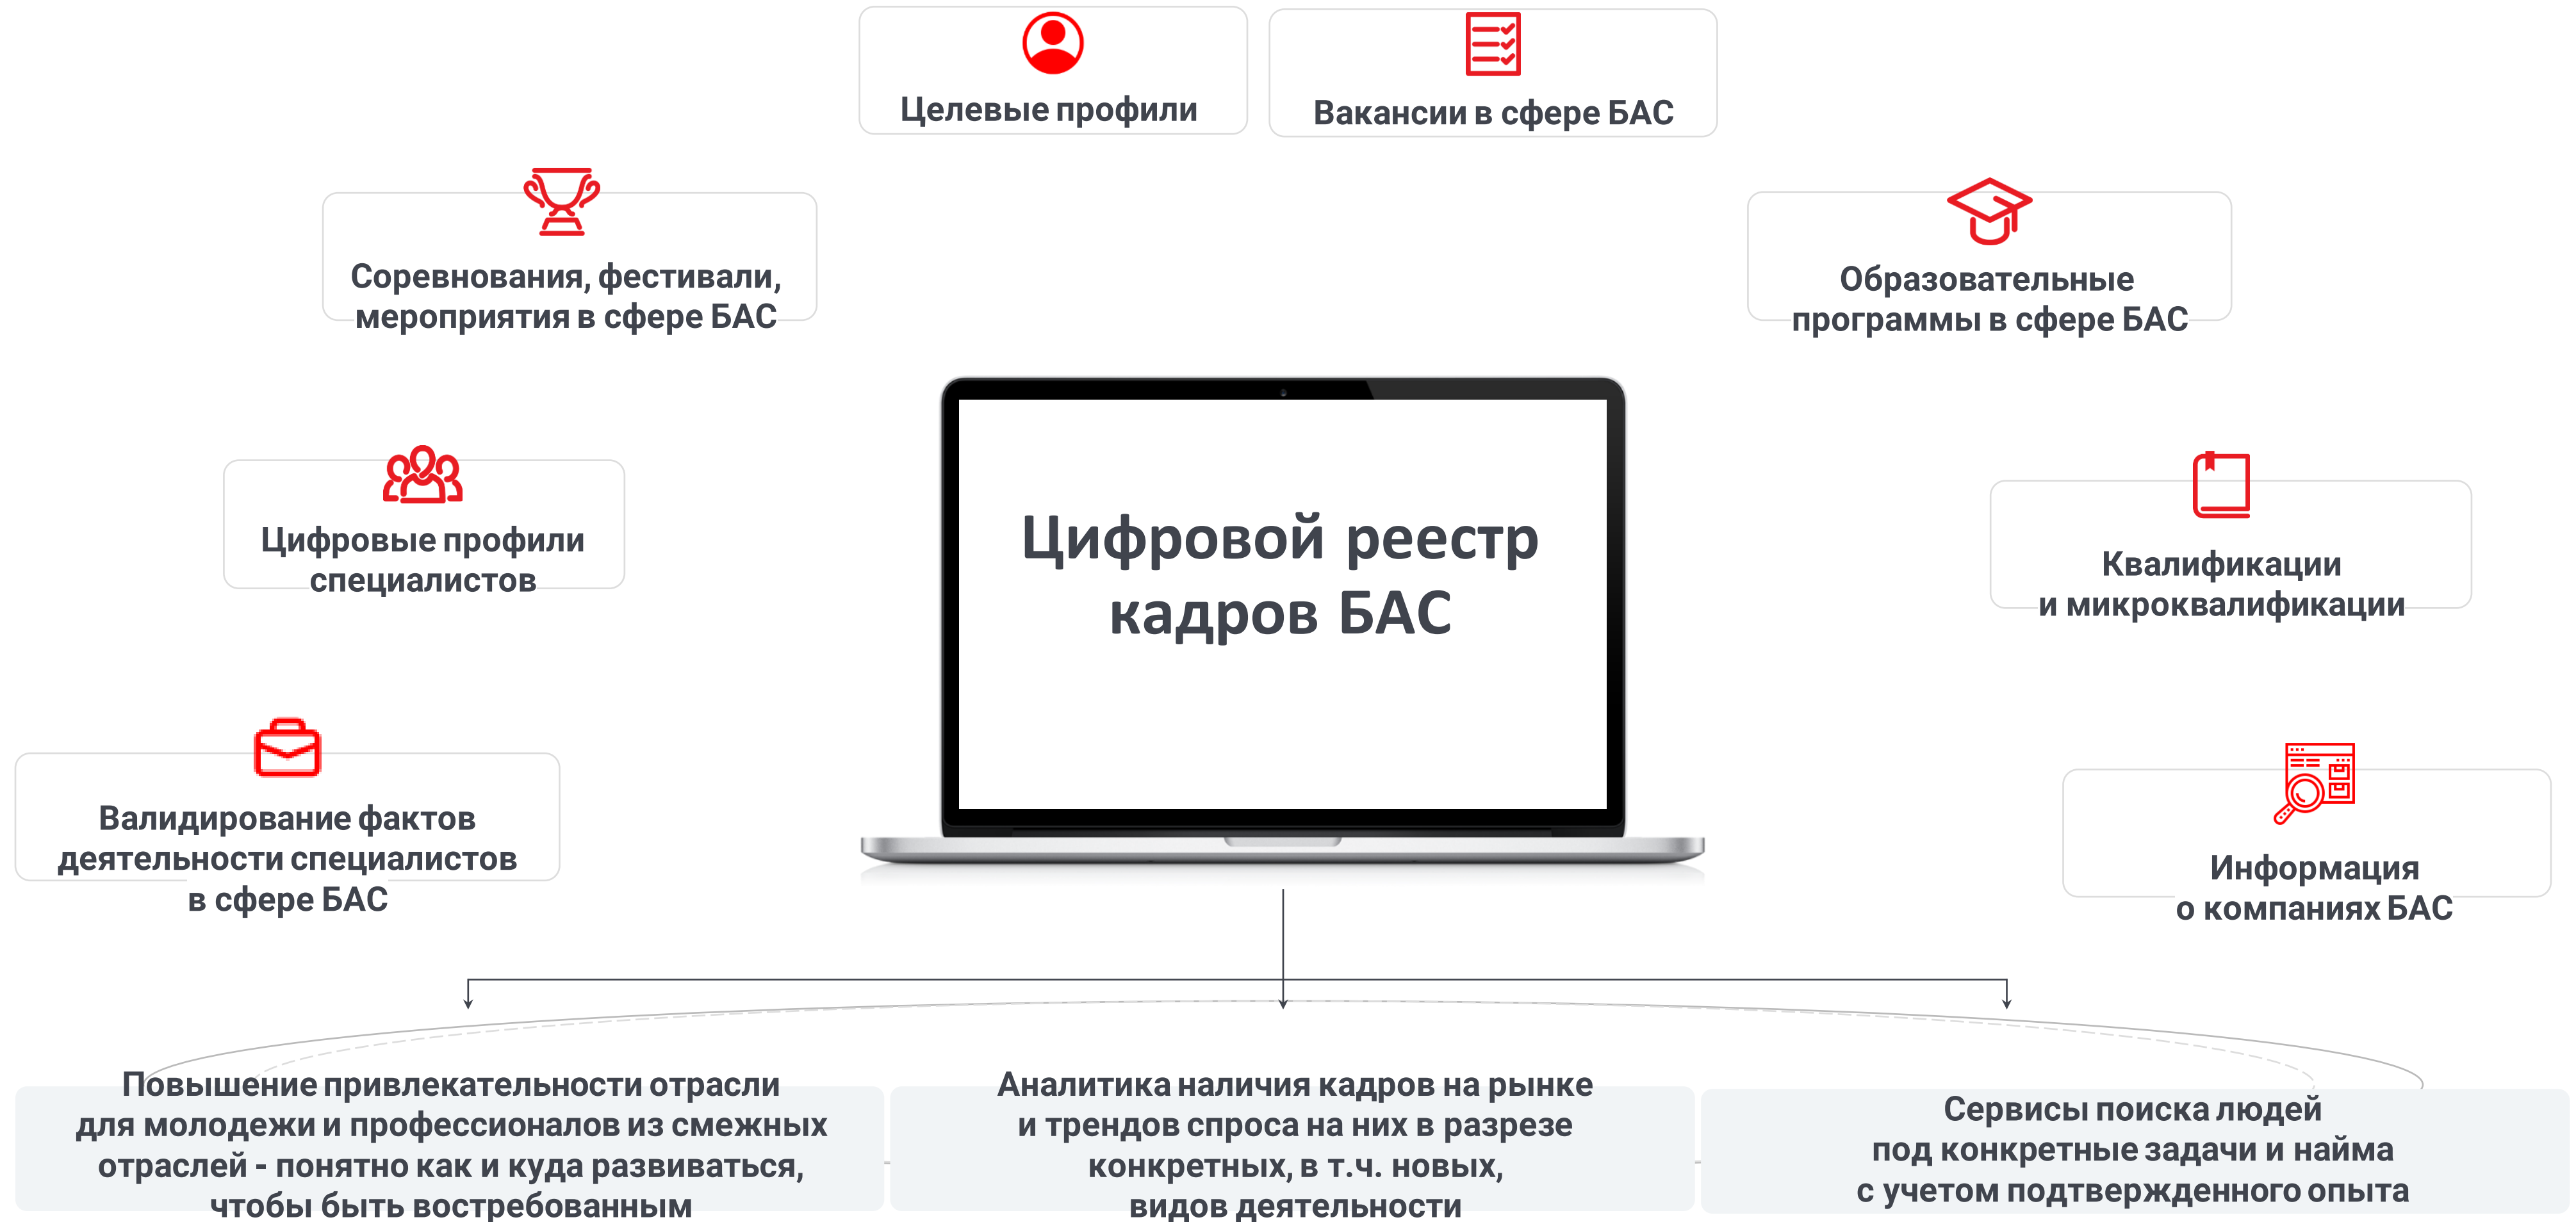 Целевые профили
Вакансии в сфере БАС
Соревнования, фестивали,
мероприятия в сфере БАС
Образовательные
программы в сфере БАС
Цифровые профили
специалистов
Цифровой реестр
кадров БАС
Квалификации
и микроквалификации
Валидирование фактов
деятельности специалистов
в сфере БАС
Информация
о компаниях БАС
Повышение привлекательности отрасли
для молодежи и профессионалов из смежных
отраслей - понятно как и куда развиваться,
чтобы быть востребованным
Аналитика наличия кадров на рынке
и трендов спроса на них в разрезе
конкретных, в т.ч. новых,
видов деятельности
Сервисы поиска людей
под конкретные задачи и найма
с учетом подтвержденного опыта